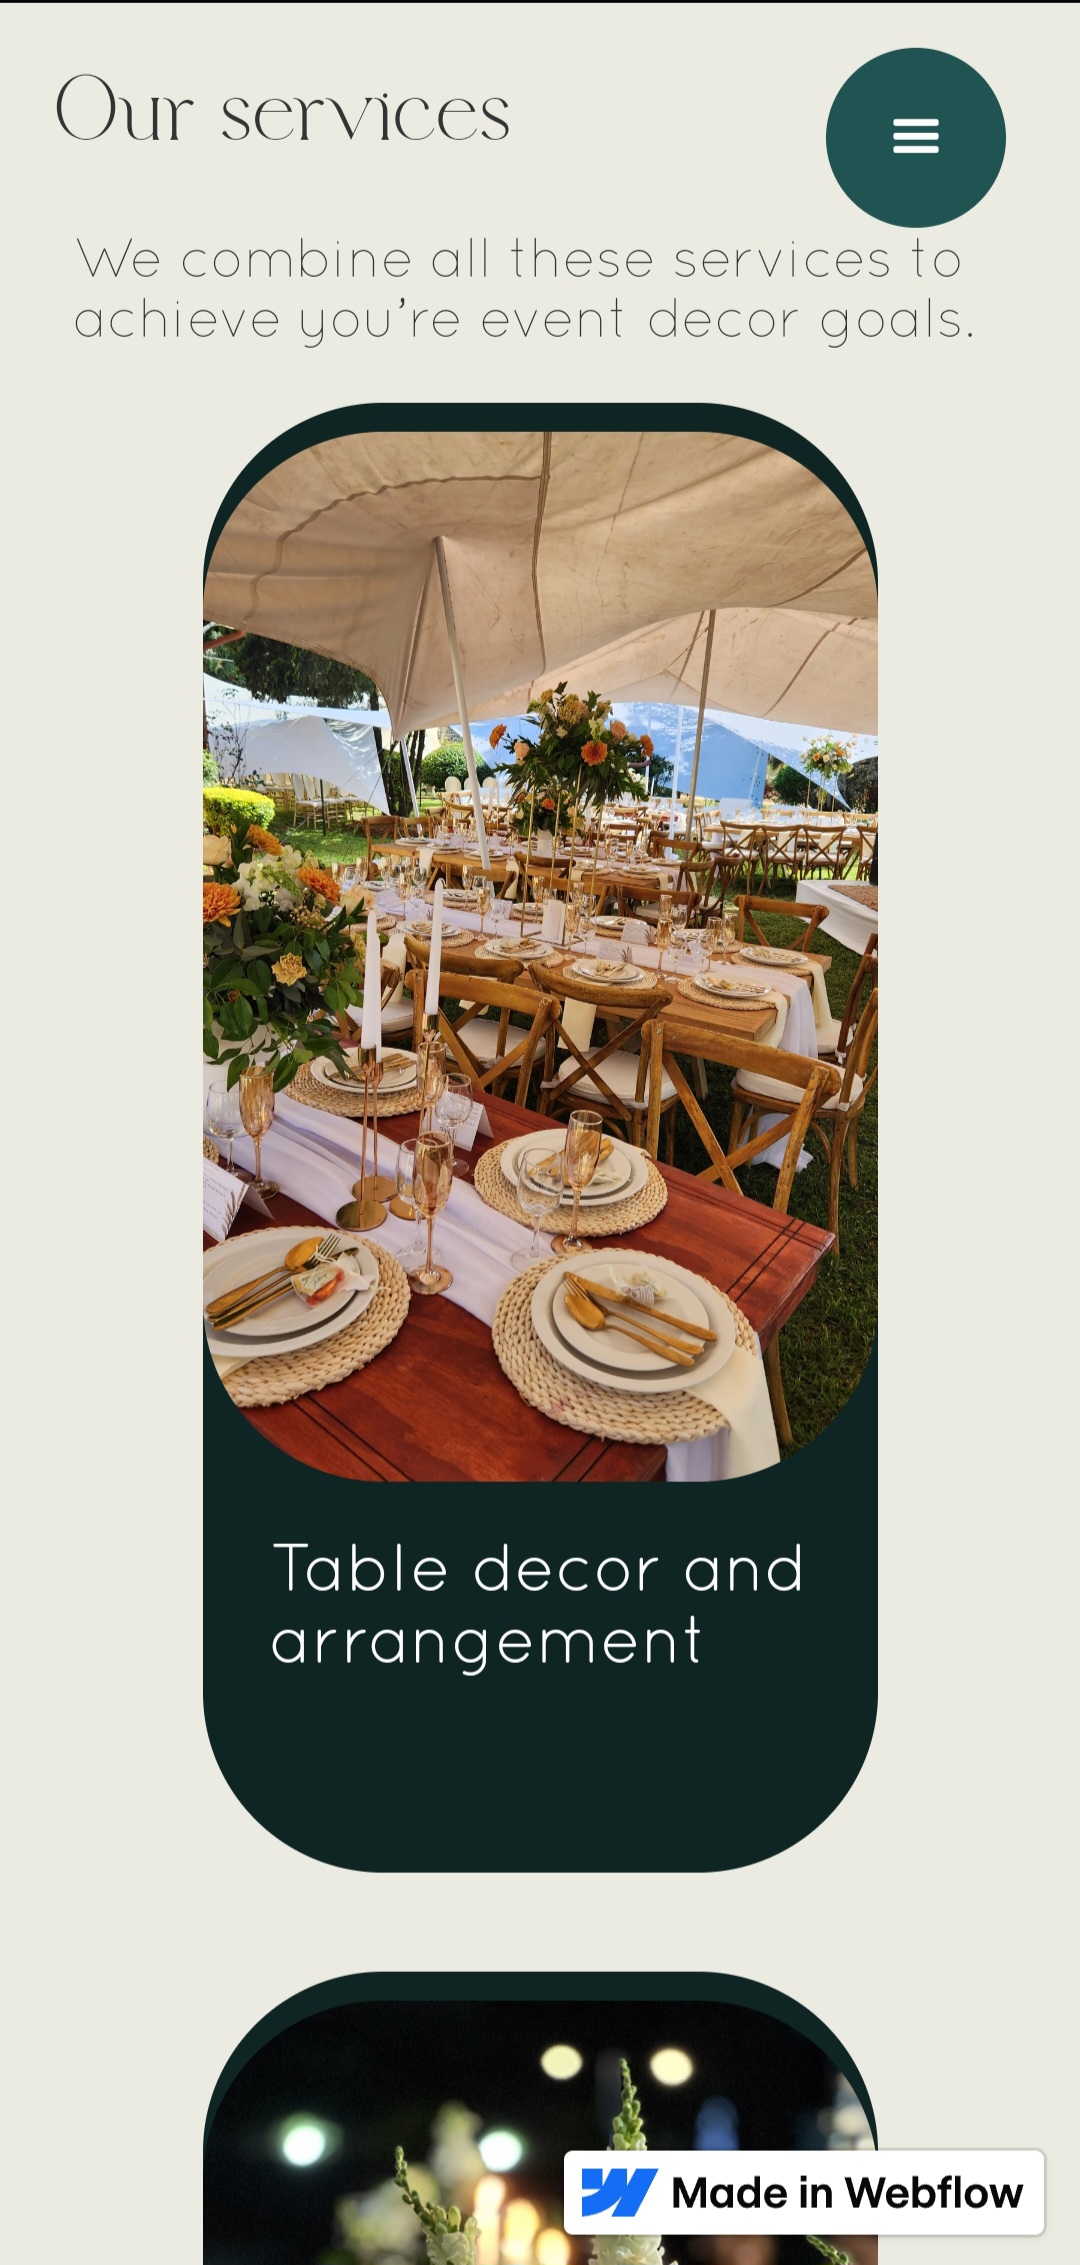 Our services
We combine all these services to
achieve you’re event decor goals.
Table decor and
arrangement
Made in Webflow